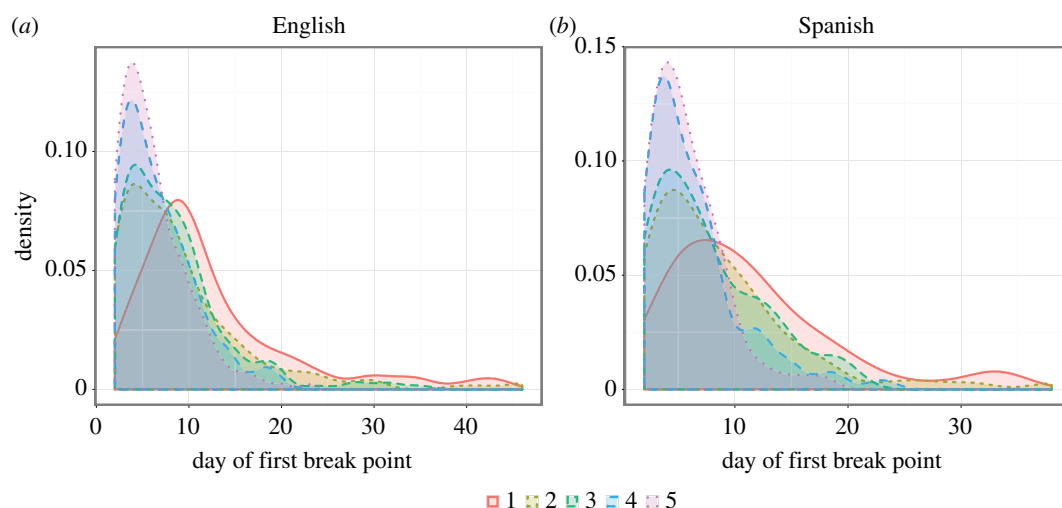 (a) English
(b) Spanish
density
0.10
0.05
0
0 10 20 30 40
day of first break point
0.15
0.10
0.05
0
10 20 30
day of first break point
1 2 3 4 5